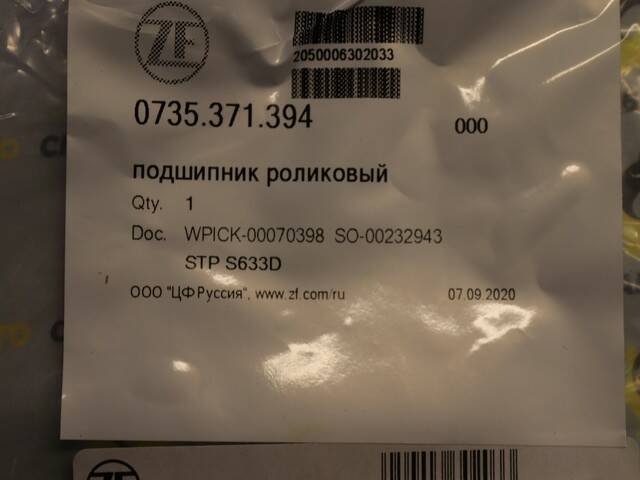 ZF
2050006302033
0735.371.394
000
подшипник роликовый
Qty. 1
Doc. WPICK-00070398 SO-00232943
STP S633D
ООО "ЦФ Руссия", www.zf.com/ru 07.09.2020
ZF